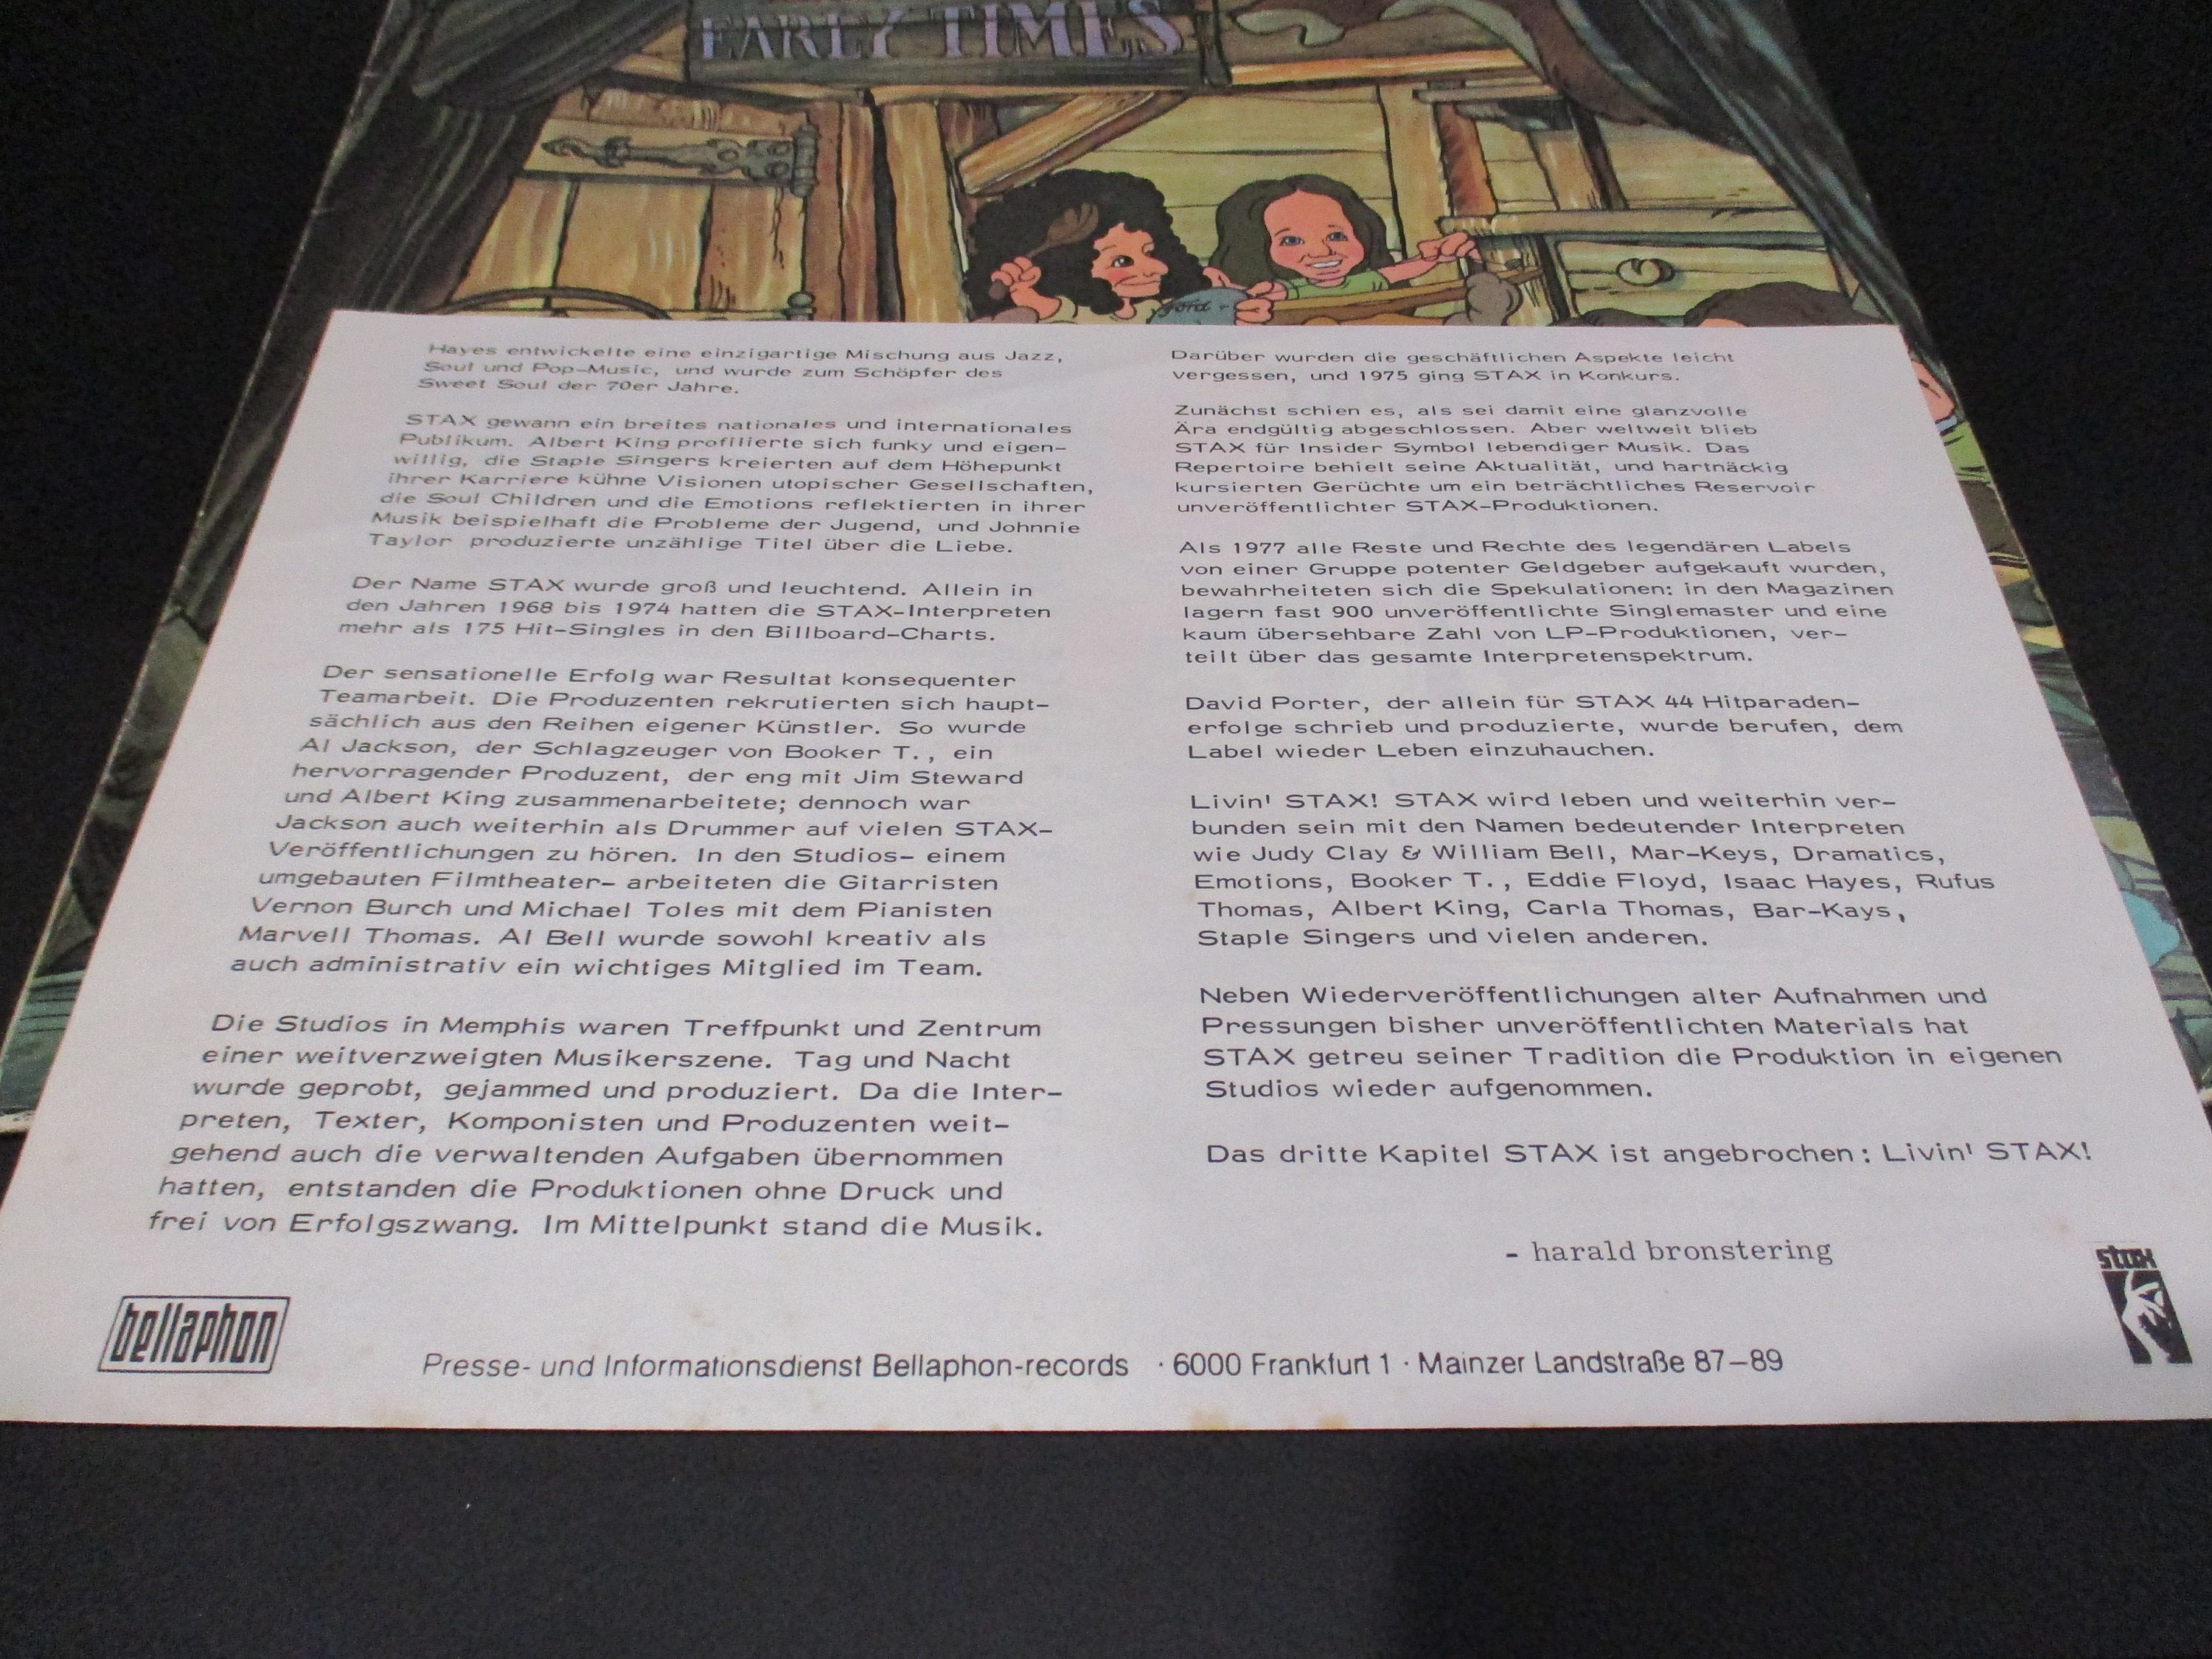 EARLY TIMES
ford
Hayes entwickelte eine einzigartige Mischung aus Jazz,
Soul und Pop-Music, und wurde zum Schöpfer des
Sweet Soul der 70er Jahre.
STAX gewann ein breites nationales und internationales
Publikum. Albert King profilierte sich funky und eigen-
willig, die Staple Singers kreierten auf dem Höhepunkt
ihrer Karriere kühne Visionen utopischer Gesellschaften,
die Soul Children und die Emotions reflektierten in ihrer
Musik beispielhaft die Probleme der Jugend, und Johnnie
Taylor produzierte unzählige Titel über die Liebe.
Der Name STAX wurde groß und leuchtend. Allein in
den Jahren 1968 bis 1974 hatten die STAX-Interpreten
mehr als 175 Hit-Singles in den Billboard-Charts.
Der sensationelle Erfolg war Resultat konsequenter
Teamarbeit. Die Produzenten rekrutierten sich haupt-
sächlich aus den Reihen eigener Künstler. So wurde
Al Jackson, der Schlagzeuger von Booker T., ein
hervorragender Produzent, der eng mit Jim Steward
und Albert King zusammenarbeitete; dennoch war
Jackson auch weiterhin als Drummer auf vielen STAX-
Veröffentlichungen zu hören. In den Studios- einem
umgebauten Filmtheater- arbeiteten die Gitarristen
Vernon Burch und Michael Toles mit dem Pianisten
Marvell Thomas. Al Bell wurde sowohl kreativ als
auch administrativ ein wichtiges Mitglied im Team.
Die Studios in Memphis waren Treffpunkt und Zentrum
einer weitverzweigten Musikerszene. Tag und Nacht
wurde geprobt, gejammed und produziert. Da die Inter-
preten, Texter, Komponisten und Produzenten weit-
gehend auch die verwaltenden Aufgaben übernommen
hatten, entstanden die Produktionen ohne Druck und
frei von Erfolgszwang. Im Mittelpunkt stand die Musik.
Darüber wurden die geschäftlichen Aspekte leicht
vergessen, und 1975 ging STAX in Konkurs.
Zunächst schien es, als sei damit eine glanzvolle
Ära endgültig abgeschlossen. Aber weltweit blieb
STAX für Insider Symbol lebendiger Musik. Das
Repertoire behielt seine Aktualität, und hartnäckig
kursierten Gerüchte um ein beträchtliches Reservoir
unveröffentlichter STAX-Produktionen.
Als 1977 alle Reste und Rechte des legendären Labels
von einer Gruppe potenter Geldgeber aufgekauft wurden,
bewahrheiteten sich die Spekulationen: in den Magazinen
lagern fast 900 unveröffentlichte Singlemaster und eine
kaum übersehbare Zahl von LP-Produktionen, ver-
teilt über das gesamte Interpretenspektrum.
David Porter, der allein für STAX 44 Hitparaden-
erfolge schrieb und produzierte, wurde berufen, dem
Label wieder Leben einzuhauchen.
Livin' STAX! STAX wird leben und weiterhin ver-
bunden sein mit den Namen bedeutender Interpreten
wie Judy Clay & William Bell, Mar-Keys, Dramatics,
Emotions, Booker T., Eddie Floyd, Isaac Hayes, Rufus
Thomas, Albert King, Carla Thomas, Bar-Kays,
Staple Singers und vielen anderen.
Neben Wiederveröffentlichungen alter Aufnahmen und
Pressungen bisher unveröffentlichten Materials hat
STAX getreu seiner Tradition die Produktion in eigenen
Studios wieder aufgenommen.
Das dritte Kapitel STAX ist angebrochen: Livin' STAX!
- harald bronstering
stax
bellaphon
Presse- und Informationsdienst Bellaphon-records · 6000 Frankfurt 1 · Mainzer Landstraße 87–89